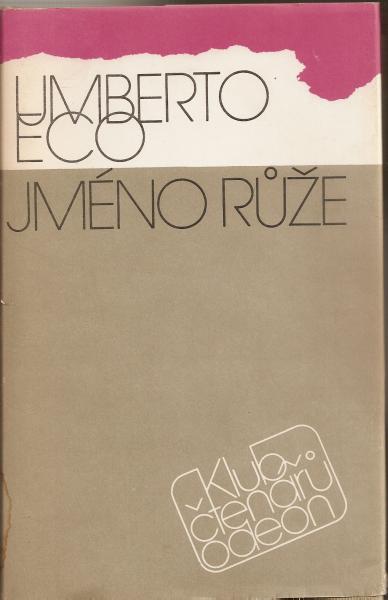 UMBERTO
ECO
JMÉNO RŮŽE
Klub
čtenářů
odeon